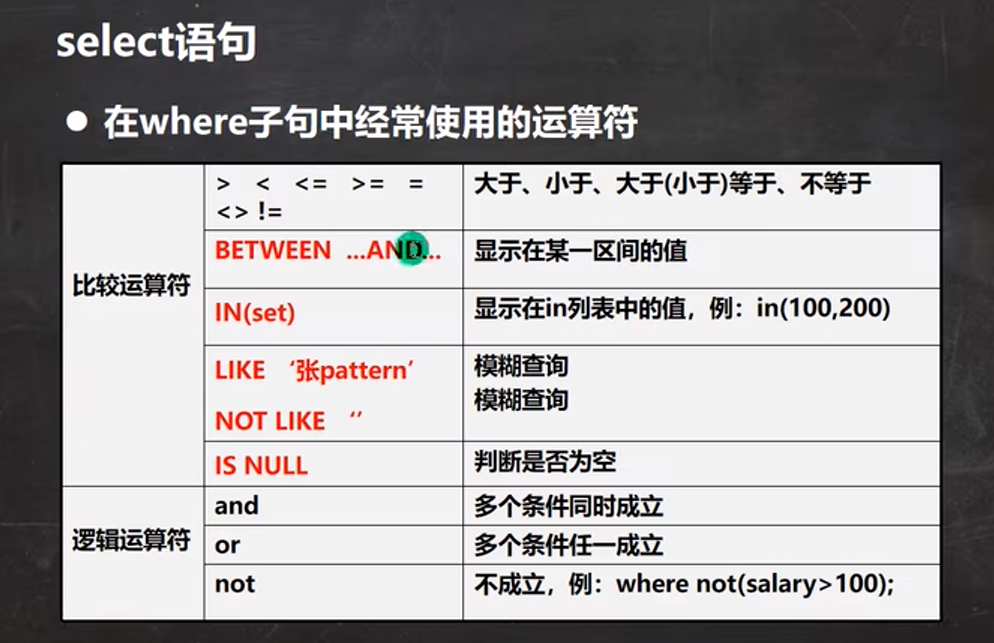 select语句
● 在where子句中经常使用的运算符
比较运算符
> < <= >= =
<> !=
大于、小于、大于(小于)等于、不等于
BETWEEN ...AND...
显示在某一区间的值
IN(set)
显示在in列表中的值，例：in(100,200)
LIKE ‘张pattern’
模糊查询
NOT LIKE ‘’
模糊查询
IS NULL
判断是否为空
逻辑运算符
and
多个条件同时成立
or
多个条件任一成立
not
不成立，例：where not(salary>100);